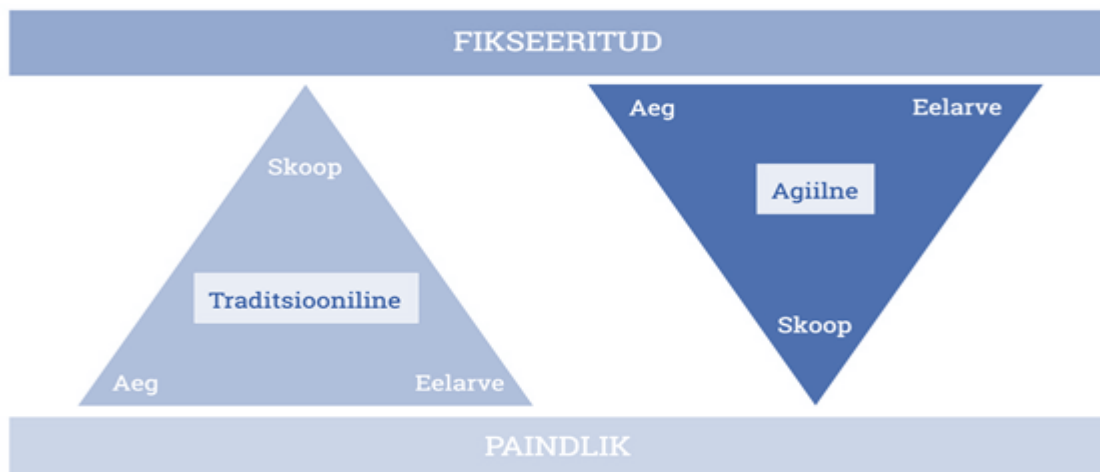 FIKSEERITUD
Skoop
Traditsiooniline
Aeg
Eelarve
Aeg
Eelarve
Agiilne
Skoop
PAINDLIK